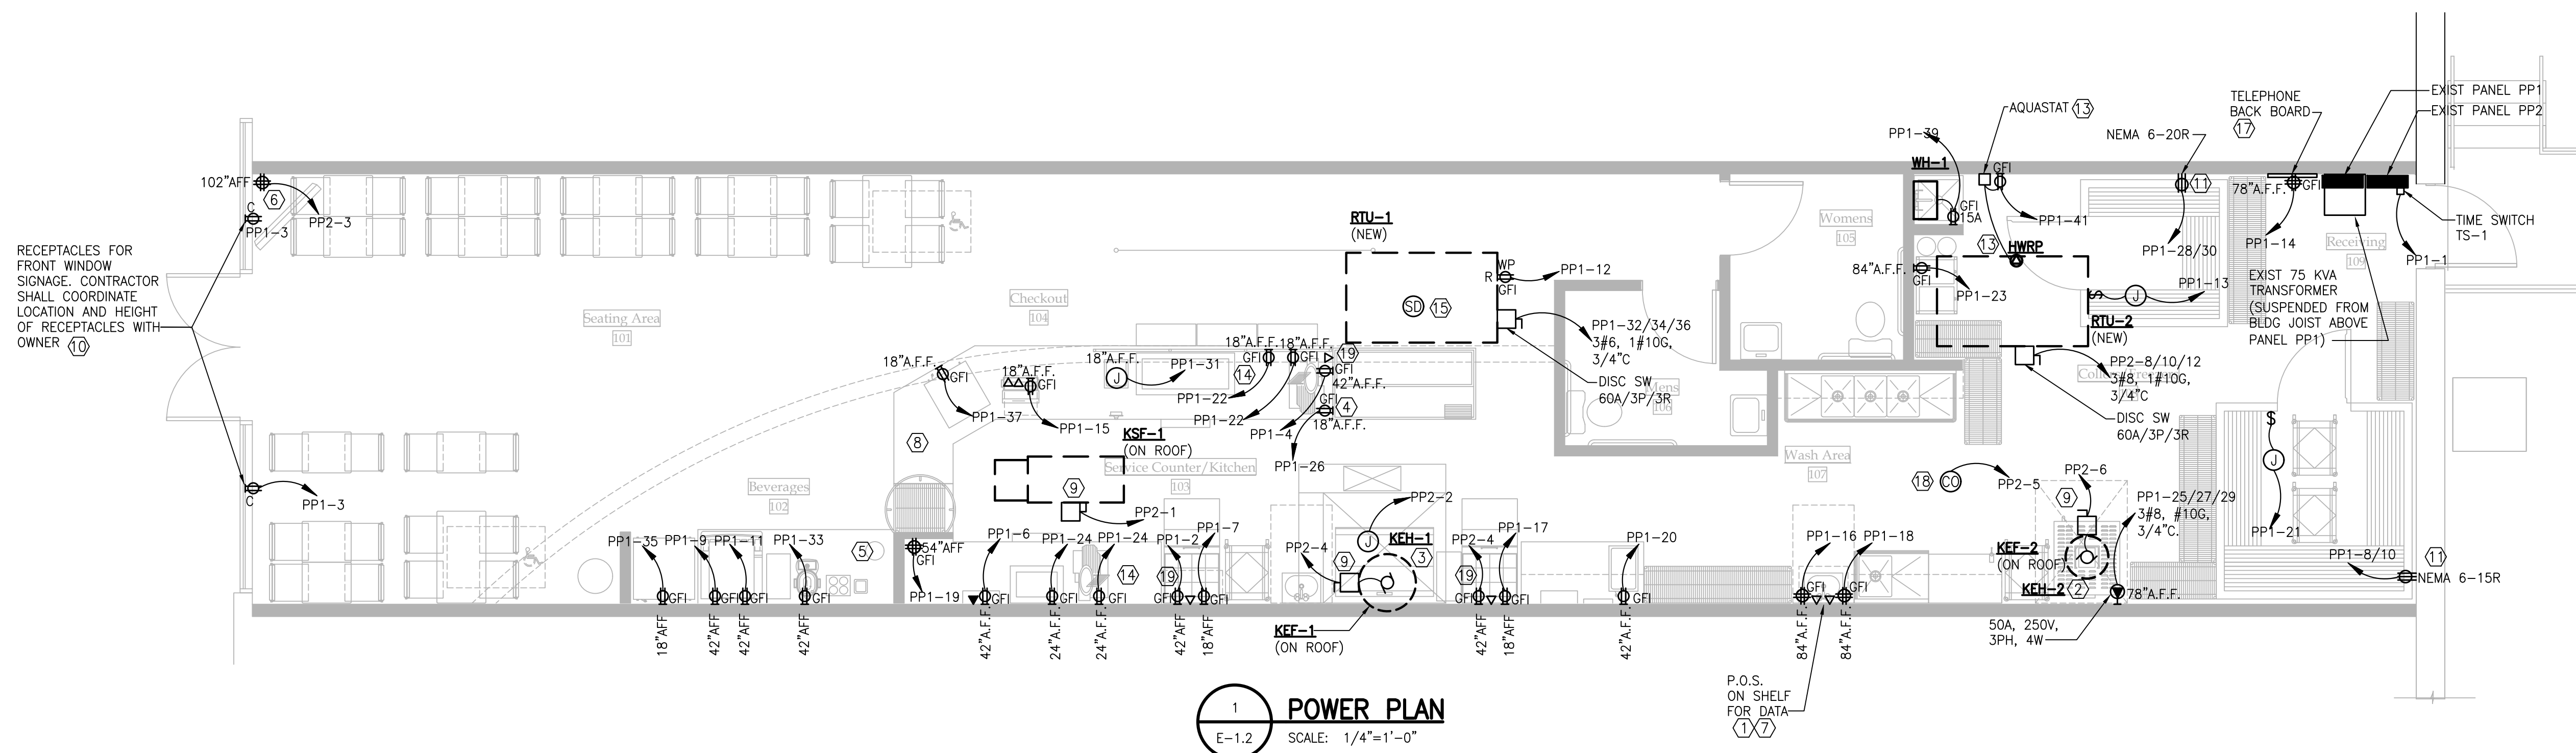 RECEPTACLES FOR
FRONT WINDOW
SIGNAGE. CONTRACTOR
SHALL COORDINATE
LOCATION AND HEIGHT
OF RECEPTACLES WITH
OWNER 10
102"AFF
6
C
PP1-3
PP2-3
C
PP1-3
Seating Area
101
Checkout
104
Beverages
102
Service Counter/Kitchen
103
RTU-1
(NEW)
SD 15
WP
R
GFI
PP1-12
PP1-32/34/36
3#6, 1#10G,
3/4"C
DISC SW
60A/3P/3R
18"A.F.F.
GFI
PP1-37
18"A.F.F.
PP1-15
18"A.F.F.
J
PP1-31
18"A.F.F. 18"A.F.F.
GFI
GFI
19
14
GFI
42"A.F.F.
PP1-22
PP1-22
PP1-4
GFI
4
18"A.F.F.
PP1-26
8
KSF-1
(ON ROOF)
9
PP2-1
PP1-35
PP1-9
PP1-11
PP1-33
5
54"AFF
GFI
PP1-19
GFI
GFI
GFI
GFI
18"AFF
42"AFF
42"AFF
42"AFF
PP1-6
PP1-24
PP1-24
PP1-2
PP1-7
14
19
GFI
GFI
GFI
GFI
GFI
42"A.F.F.
24"A.F.F.
24"A.F.F.
42"AFF
18"AFF
PP2-2
J
KEH-1
3
PP2-4
9
KEF-1
(ON ROOF)
PP2-4
PP1-17
19
GFI
GFI
42"AFF
18"AFF
PP1-20
GFI
42"A.F.F.
PP1-16
PP1-18
GFI
GFI
84"A.F.F.
84"A.F.F.
P.O.S.
ON SHELF
FOR DATA
1 7
Womens
105
Mens
106
Wash Area
107
PP1-39
WH-1
GFI
15A
AQUASTAT 13
GFI
PP1-41
13
HWRP
84"A.F.F.
GFI
PP1-23
NEMA 6-20R
11
PP1-28/30
$
J
PP1-13
RTU-2
(NEW)
PP2-8/10/12
3#8, 1#10G,
3/4"C
DISC SW
60A/3P/3R
TELEPHONE
BACK BOARD
17
78"A.F.F.
GFI
PP1-14
EXIST PANEL PP1
EXIST PANEL PP2
TIME SWITCH
TS-1
PP1-1
Receiving
109
EXIST 75 KVA
TRANSFORMER
(SUSPENDED FROM
BLDG JOIST ABOVE
PANEL PP1)
18 CO
PP2-5
PP2-6
9
PP1-25/27/29
3#8, #10G,
3/4"C.
KEF-2
(ON ROOF)
KEH-2 2
78"A.F.F.
50A, 250V,
3PH, 4W
$
J
PP1-21
PP1-8/10
11
NEMA 6-15R
1
E-1.2
POWER PLAN
SCALE: 1/4"=1'-0"